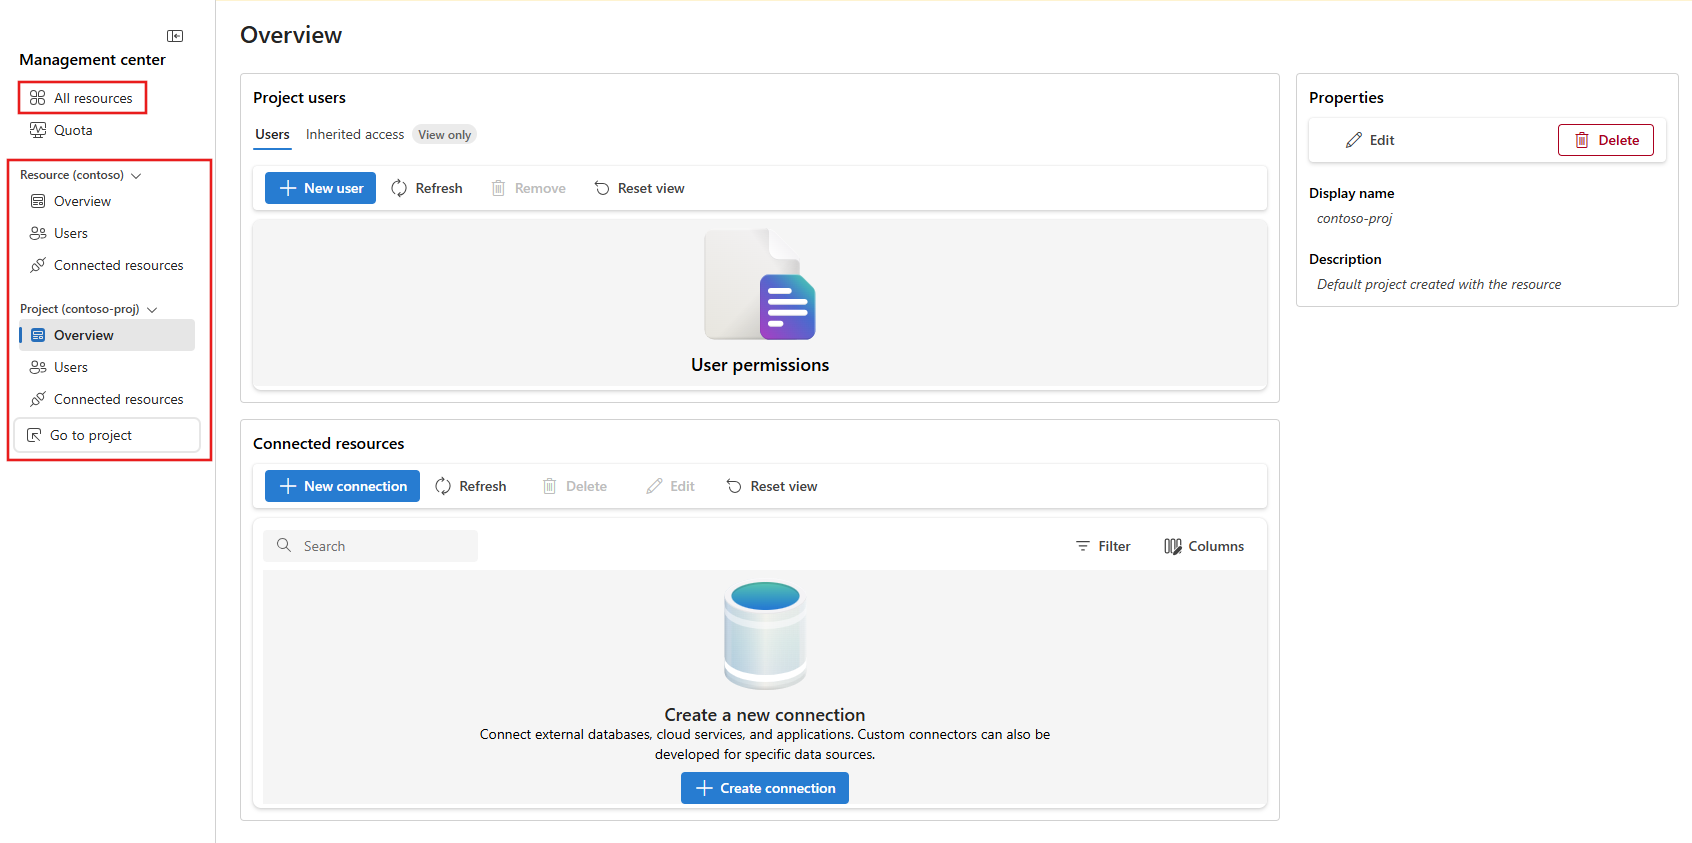 Management center
All resources
Quota
Resource (contoso)
Overview
Users
Connected resources
Project (contoso-proj)
Overview
Users
Connected resources
Go to project
Overview
Project users
Users Inherited access View only
New user Refresh Remove Reset view
User permissions
Connected resources
New connection Refresh Delete Edit Reset view
Search Filter Columns
Create a new connection
Connect external databases, cloud services, and applications. Custom connectors can also be
developed for specific data sources.
Create connection
Properties
Edit Delete
Display name
contoso-proj
Description
Default project created with the resource